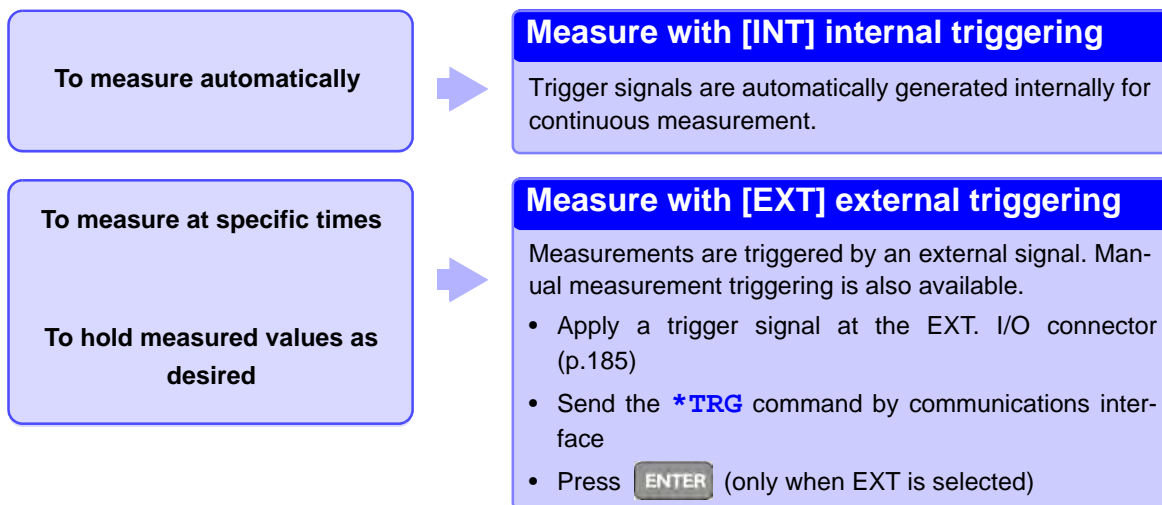 To measure automatically
Measure with [INT] internal triggering
Trigger signals are automatically generated internally for
continuous measurement.
To measure at specific times
To hold measured values as
desired
Measure with [EXT] external triggering
Measurements are triggered by an external signal. Man-
ual measurement triggering is also available.
• Apply a trigger signal at the EXT. I/O connector
(p.185)
• Send the *TRG command by communications inter-
face
• Press ENTER (only when EXT is selected)